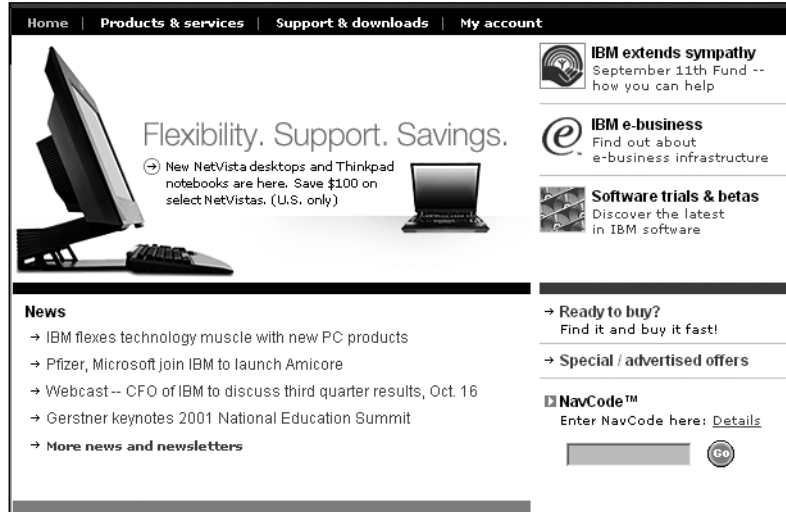 Home | Products & services | Support & downloads | My account
Flexibility. Support. Savings.
New NetVista desktops and Thinkpad
notebooks are here. Save $100 on
select NetVistas. (U.S. only)
IBM extends sympathy
September 11th Fund --
how you can help
IBM e-business
Find out about
e-business infrastructure
Software trials & betas
Discover the latest
in IBM software
News
→ IBM flexes technology muscle with new PC products
→ Pfizer, Microsoft join IBM to launch Amicore
→ Webcast -- CFO of IBM to discuss third quarter results, Oct. 16
→ Gerstner keynotes 2001 National Education Summit
→ More news and newsletters
→ Ready to buy?
Find it and buy it fast!
→ Special / advertised offers
NavCode™
Enter NavCode here: Details
Go